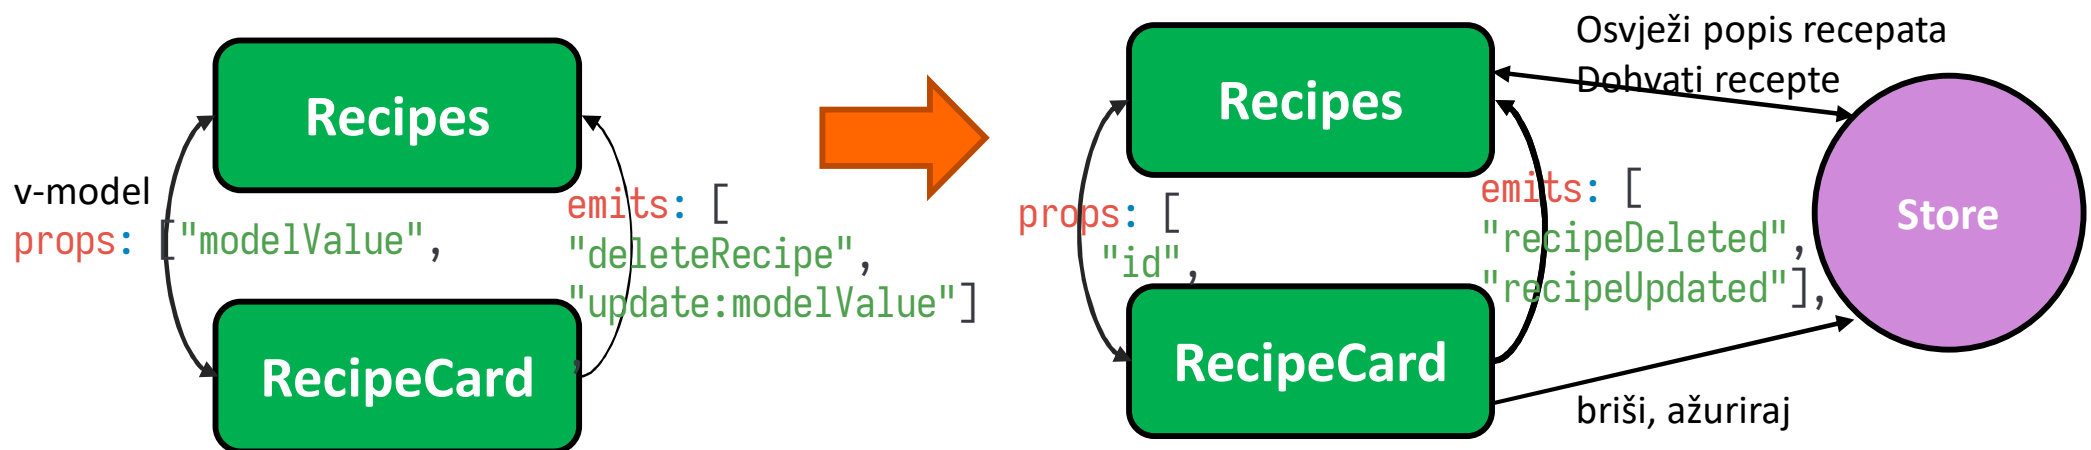 Recipes
v-model
props: ["modelValue",
emits: [
"deleteRecipe",
"update:modelValue"]
,
RecipeCard
Recipes
props: [
"id",
emits: [
"recipeDeleted",
"recipeUpdated"],
RecipeCard
Osvježi popis recepata
Dohvati recepte
Store
briši, ažuriraj